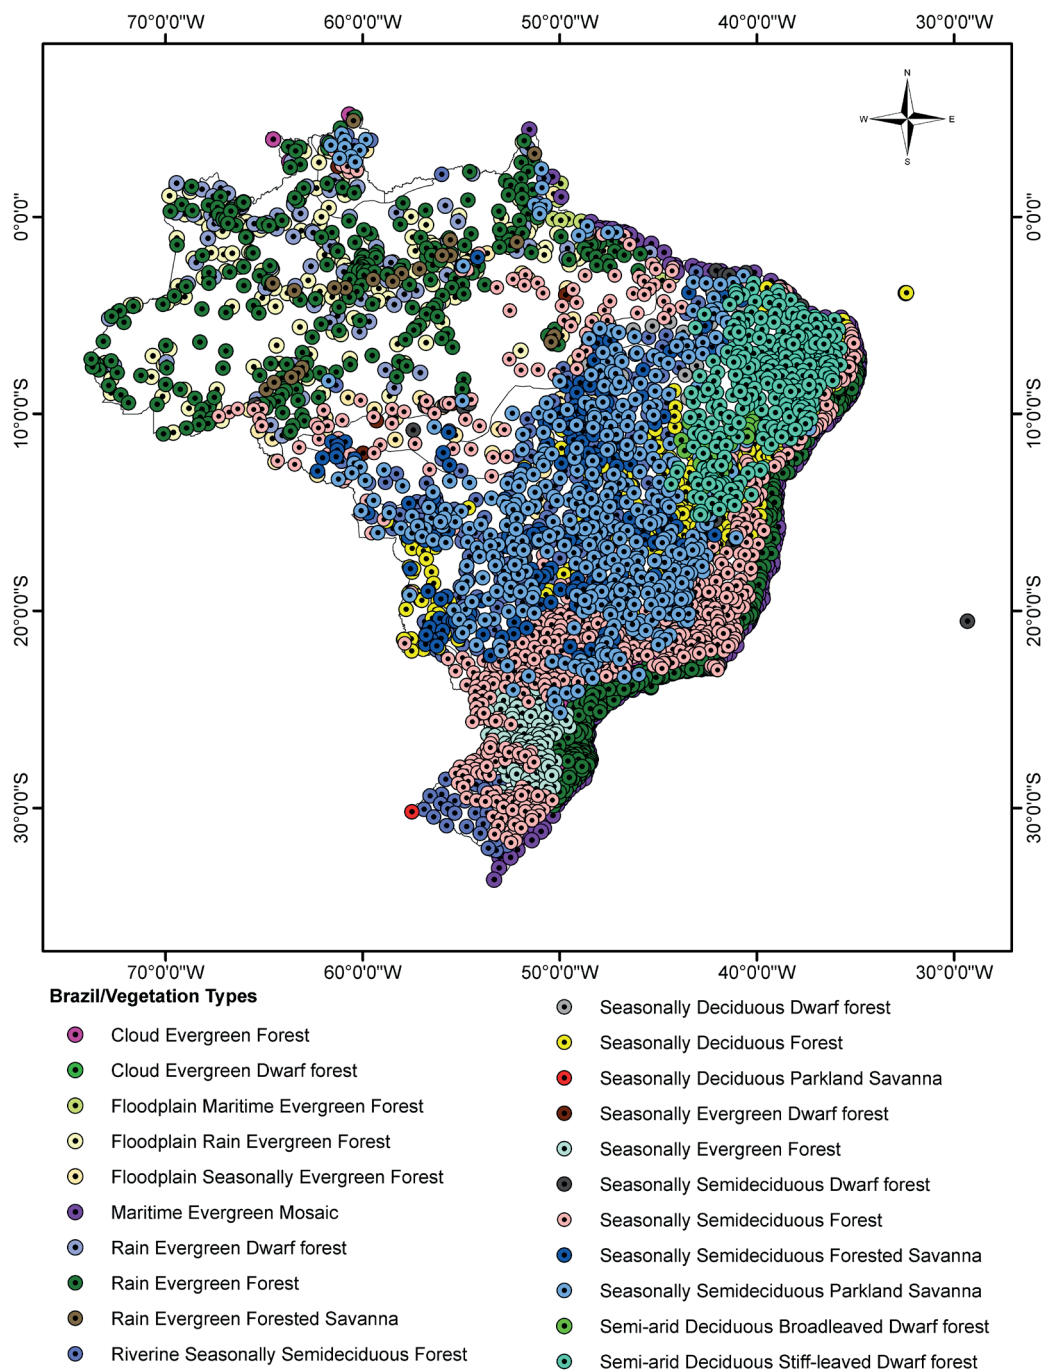 70°0'0"W 60°0'0"W 50°0'0"W 40°0'0"W 30°0'0"W
N
W E
S
0°0'0" 0°0'0"
10°0'0"S 10°0'0"S
20°0'0"S 20°0'0"S
30°0'0"S 30°0'0"S
70°0'0"W 60°0'0"W 50°0'0"W 40°0'0"W 30°0'0"W
Brazil/Vegetation Types
Cloud Evergreen Forest
Cloud Evergreen Dwarf forest
Floodplain Maritime Evergreen Forest
Floodplain Rain Evergreen Forest
Floodplain Seasonally Evergreen Forest
Maritime Evergreen Mosaic
Rain Evergreen Dwarf forest
Rain Evergreen Forest
Rain Evergreen Forested Savanna
Riverine Seasonally Semideciduous Forest
Seasonally Deciduous Dwarf forest
Seasonally Deciduous Forest
Seasonally Deciduous Parkland Savanna
Seasonally Evergreen Dwarf forest
Seasonally Evergreen Forest
Seasonally Semideciduous Dwarf forest
Seasonally Semideciduous Forest
Seasonally Semideciduous Forested Savanna
Seasonally Semideciduous Parkland Savanna
Semi-arid Deciduous Broadleaved Dwarf forest
Semi-arid Deciduous Stiff-leaved Dwarf forest